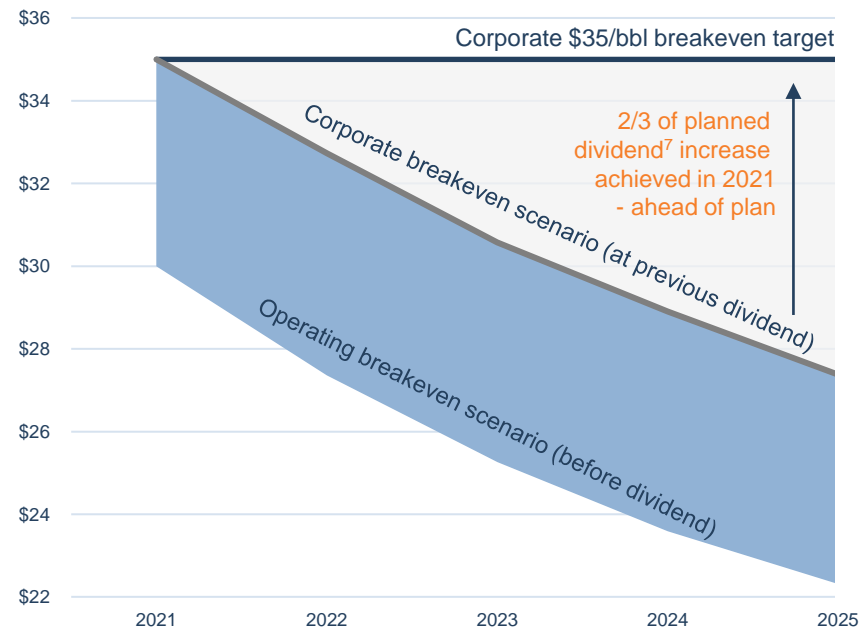 $36
$34
$32
$30
$28
$26
$24
$22
Corporate $35/bbl breakeven target
2/3 of planned
dividend⁷ increase
achieved in 2021
- ahead of plan
Corporate breakeven scenario (at previous dividend)
Operating breakeven scenario (before dividend)
2021 2022 2023 2024 2025